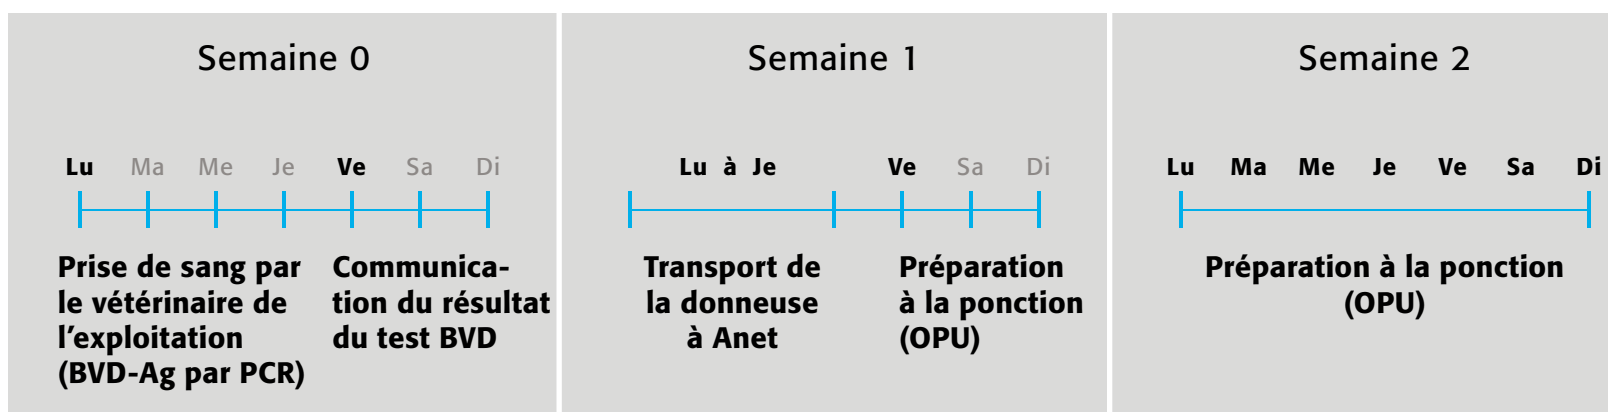 Semaine 0
Lu Ma Me Je Ve Sa Di
Prise de sang par
le vétérinaire de
l'exploitation
(BVD-Ag par PCR)
Communica-
tion du résultat
du test BVD
Semaine 1
Lu à Je Ve Sa Di
Transport de
la donneuse
à Anet
Préparation
à la ponction
(OPU)
Semaine 2
Lu Ma Me Je Ve Sa Di
Préparation à la ponction
(OPU)